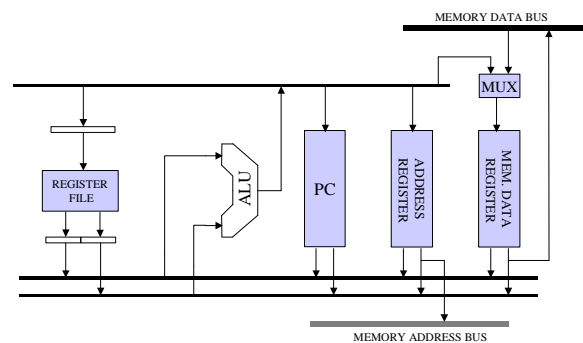 MEMORY DATA BUS
MUX
REGISTER
FILE
ALU
PC
ADDRESS
REGISTER
MEM. DATA
REGISTER
MEMORY ADDRESS BUS